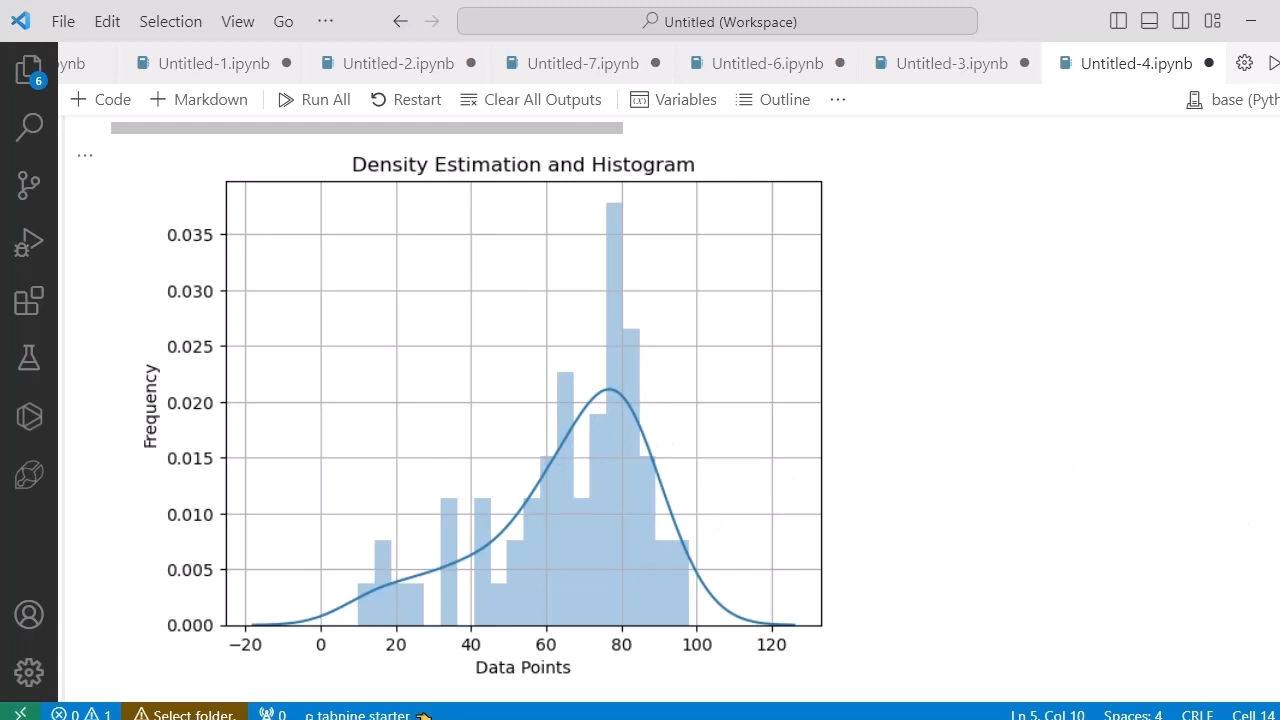 File Edit Selection View Go ··· Untitled (Workspace)
ynb Untitled-1.ipynb Untitled-2.ipynb Untitled-7.ipynb Untitled-6.ipynb Untitled-3.ipynb Untitled-4.ipynb
6
+ Code + Markdown Run All Restart Clear All Outputs Variables Outline ··· base (Pyth
...
Density Estimation and Histogram
0.035
0.030
0.025
0.020
0.015
0.010
0.005
0.000
Frequency
−20 0 20 40 60 80 100 120
Data Points
0 1 Select folder. 0 tabnine starter Ln 5, Col 10 Spaces: 4 CRLF Cell 14